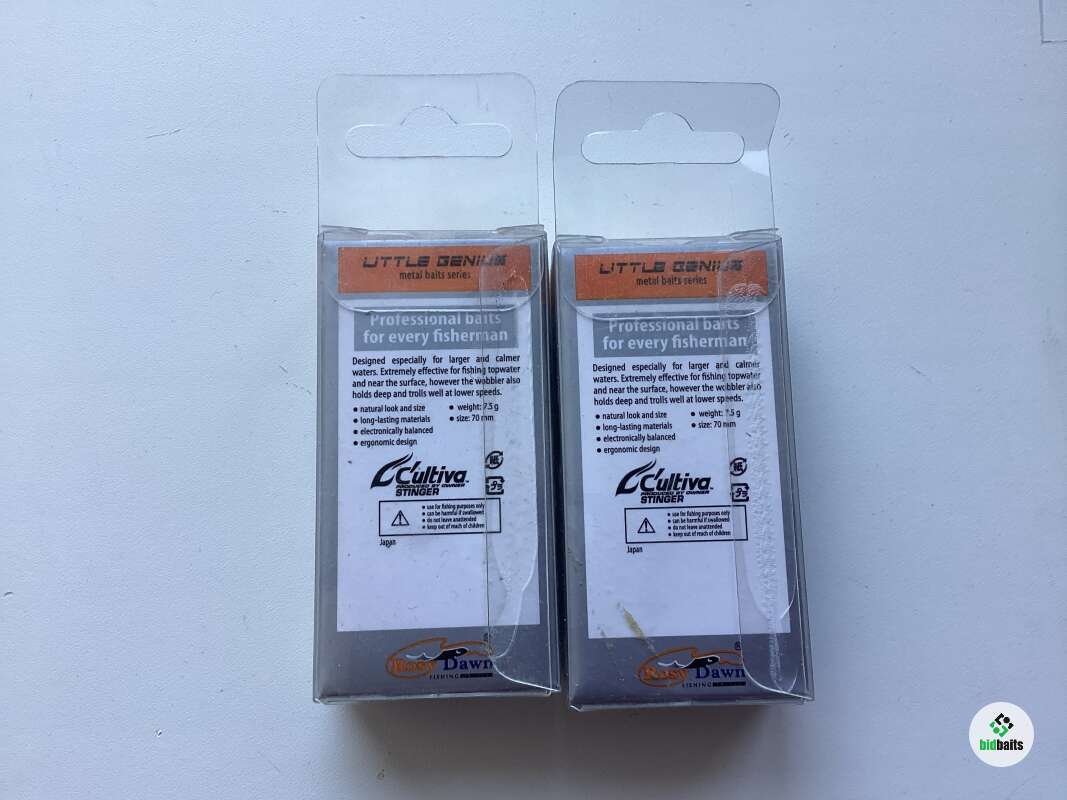 LITTLE GENIUS
metal baits series
Professional baits
for every fisherman
Designed especially for larger and calmer
waters. Extremely effective for fishing topwater
and near the surface, however the wobbler also
holds deep and trolls well at lower speeds.
• natural look and size
• long-lasting materials
• electronically balanced
• ergonomic design
• weight: 7.5 g
• size: 70 mm
C'ultiva
PRODUCED BY OWNER
STINGER
• use for fishing purposes only
• can be harmful if swallowed
• do not leave unattended
• keep out of reach of children
Japan
Rosy Dawn
FISHING
LITTLE GENIUS
metal baits series
Professional baits
for every fisherman
Designed especially for larger and calmer
waters. Extremely effective for fishing topwater
and near the surface, however the wobbler also
holds deep and trolls well at lower speeds.
• natural look and size
• long-lasting materials
• electronically balanced
• ergonomic design
• weight: 7.5 g
• size: 70 mm
C'ultiva
PRODUCED BY OWNER
STINGER
• use for fishing purposes only
• can be harmful if swallowed
• do not leave unattended
• keep out of reach of children
Japan
Rosy Dawn
FISHING
bidbaits